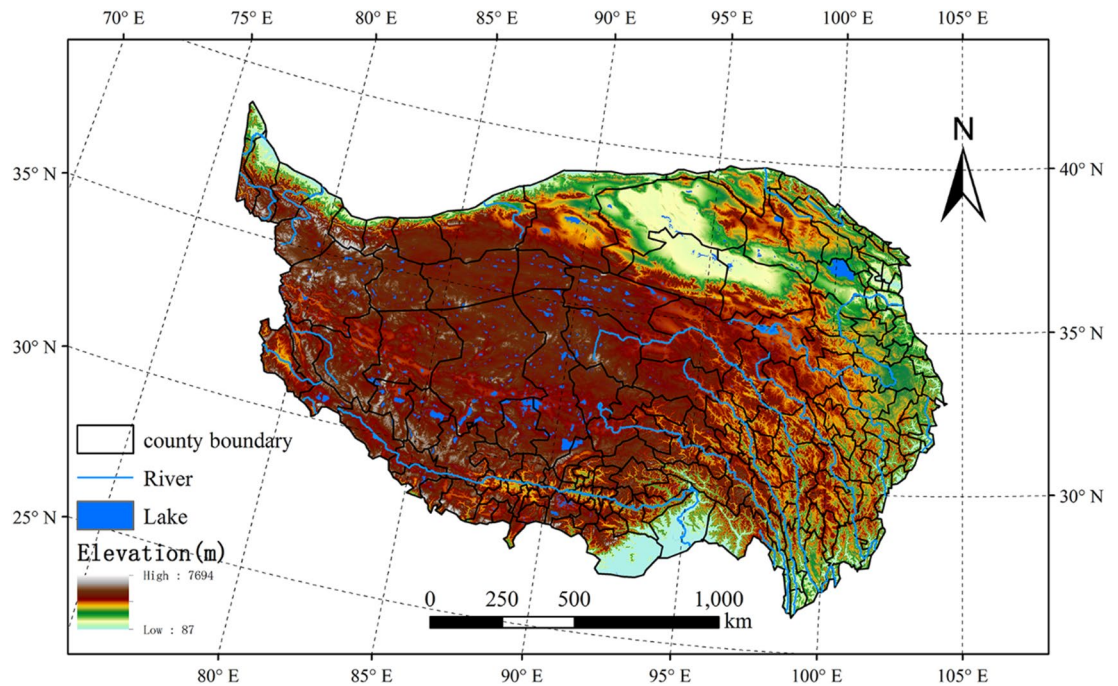 70° E 75° E 80° E 85° E 90° E 95° E 100° E 105° E
N
40° N
35° N
35° N
30° N
county boundary
River
30° N
Lake
25° N
Elevation(m)
High : 7694
Low : 87
0 250 500 1,000
km
80° E 85° E 90° E 95° E 100° E 105° E